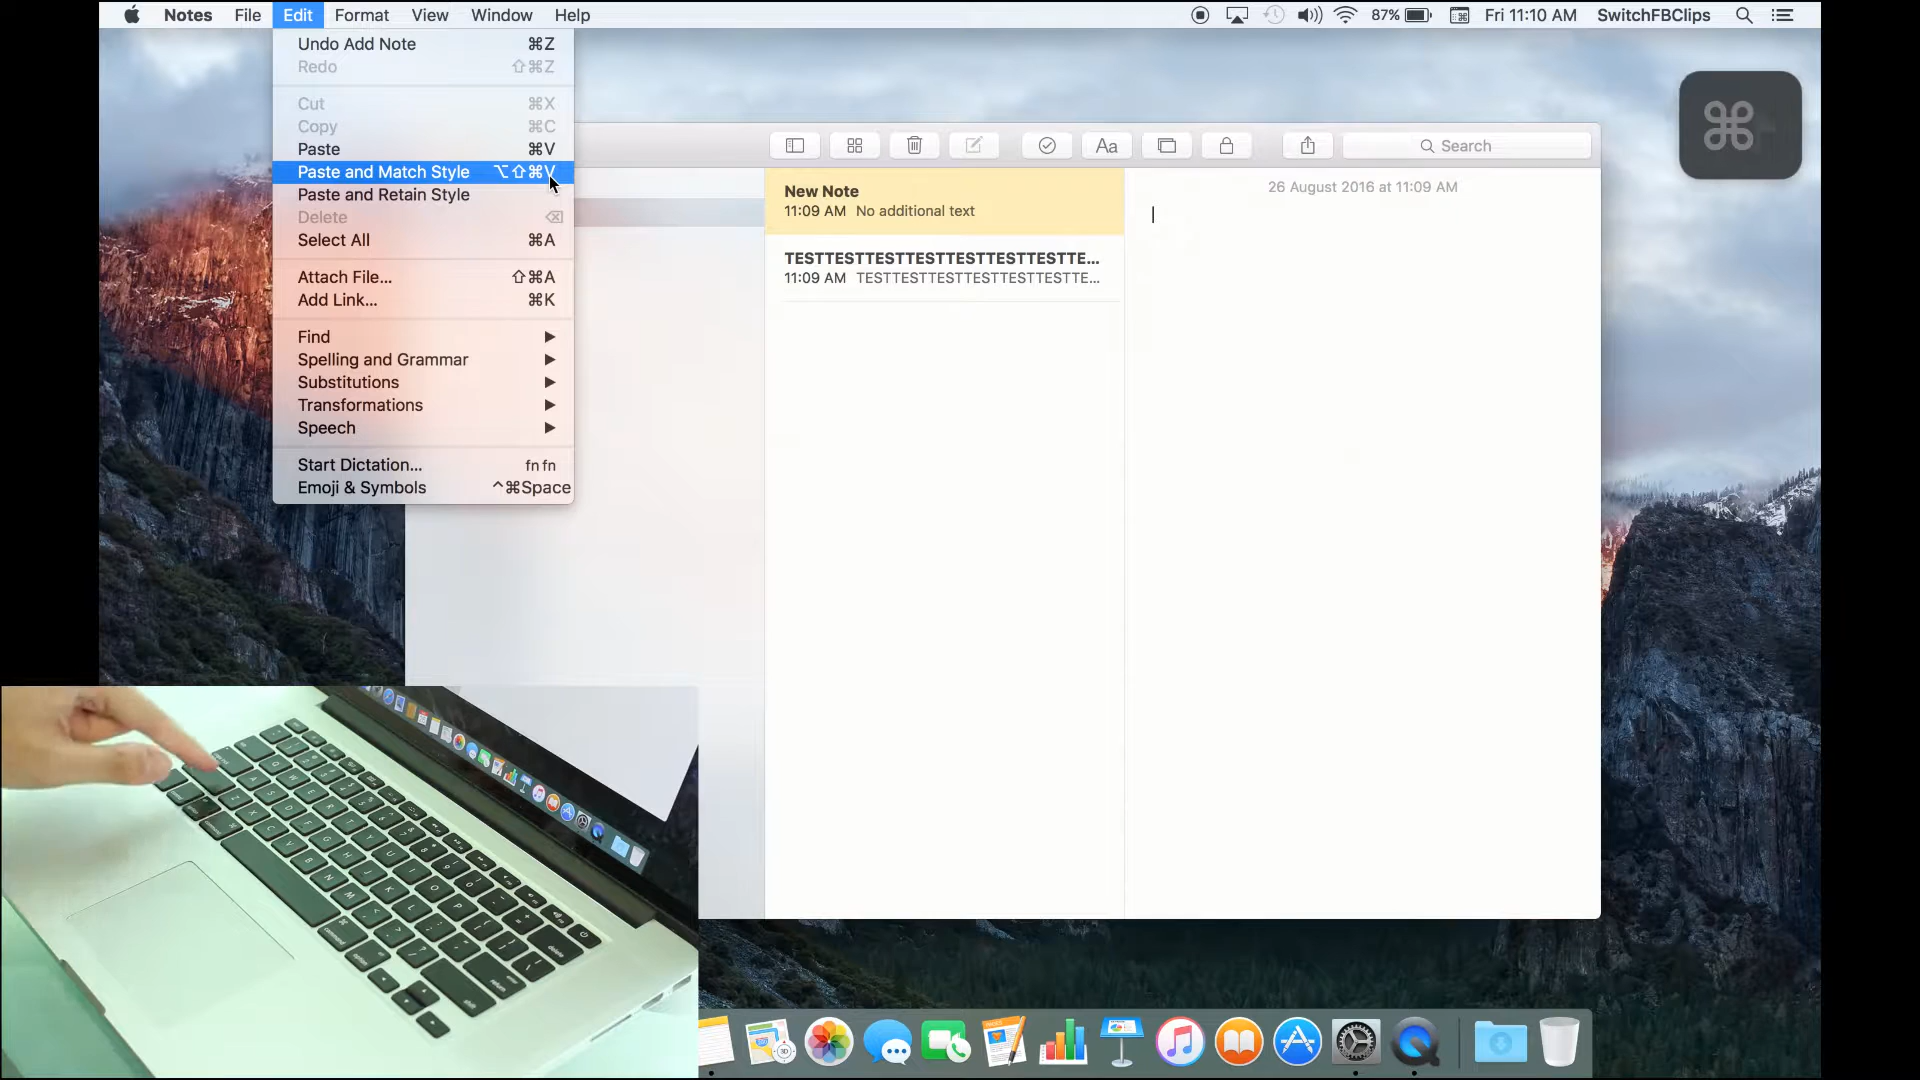 Notes File Edit Format View Window Help 87% Fri 11:10 AM SwitchFBClips
Undo Add Note ⌘Z
Redo ⇧⌘Z
Cut ⌘X
Copy ⌘C
Paste ⌘V
Paste and Match Style ⌥⇧⌘V
Paste and Retain Style
Delete ⌫
Select All ⌘A
Attach File... ⇧⌘A
Add Link... ⌘K
Find
Spelling and Grammar
Substitutions
Transformations
Speech
Start Dictation... fn fn
Emoji & Symbols ^⌘Space
Aa
Search
New Note
11:09 AM No additional text
TESTTESTTESTTESTTESTTESTTESTTE...
11:09 AM TESTTESTTESTTESTTESTTESTTE...
26 August 2016 at 11:09 AM
⌘